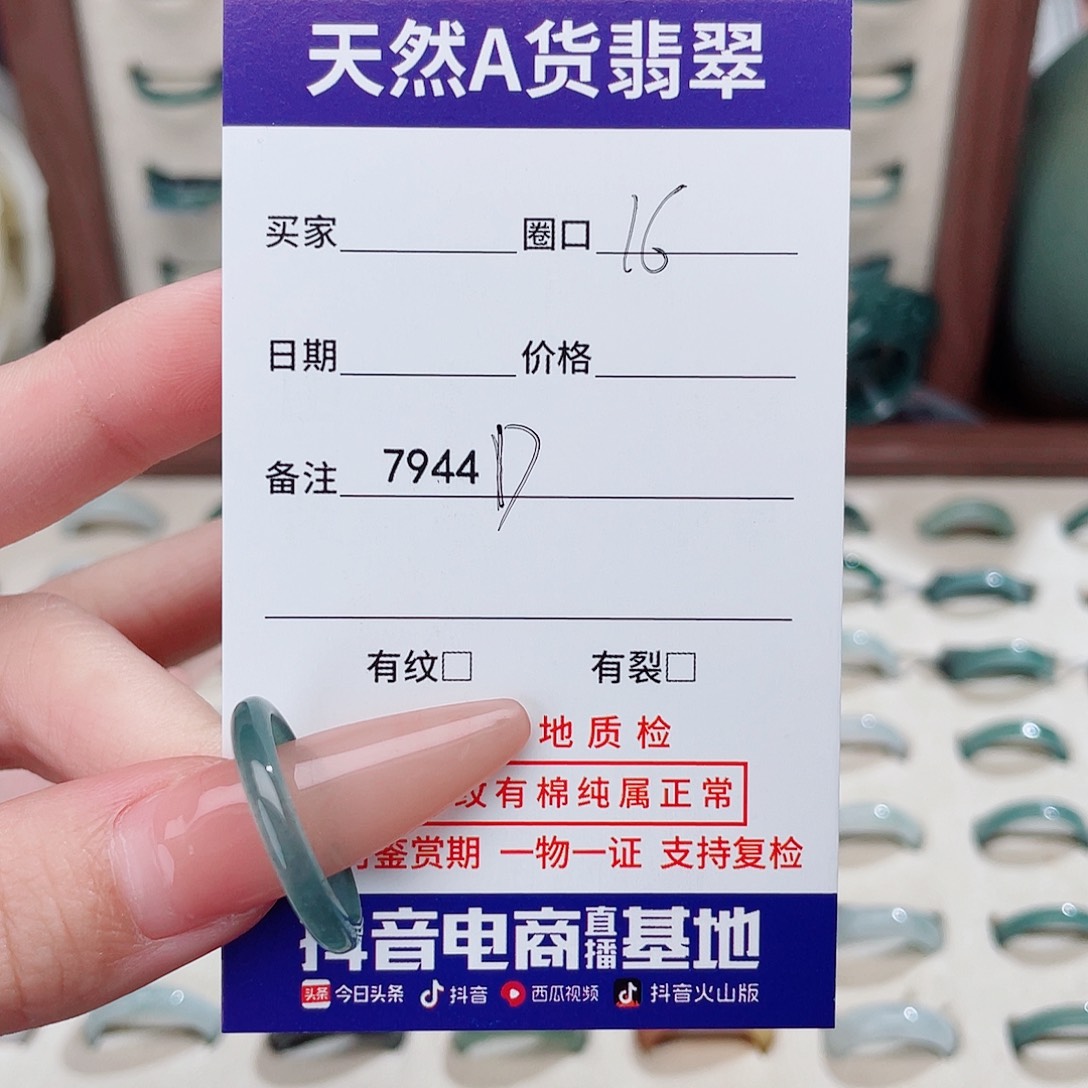 天然A货翡翠
买家 圈口 16
日期 价格
备注 7944 D
有纹□ 有裂□
地质检
纹有棉纯属正常
鉴赏期 一物一证 支持复检
抖音电商直播基地
头条 今日头条 抖音 西瓜视频 抖音火山版